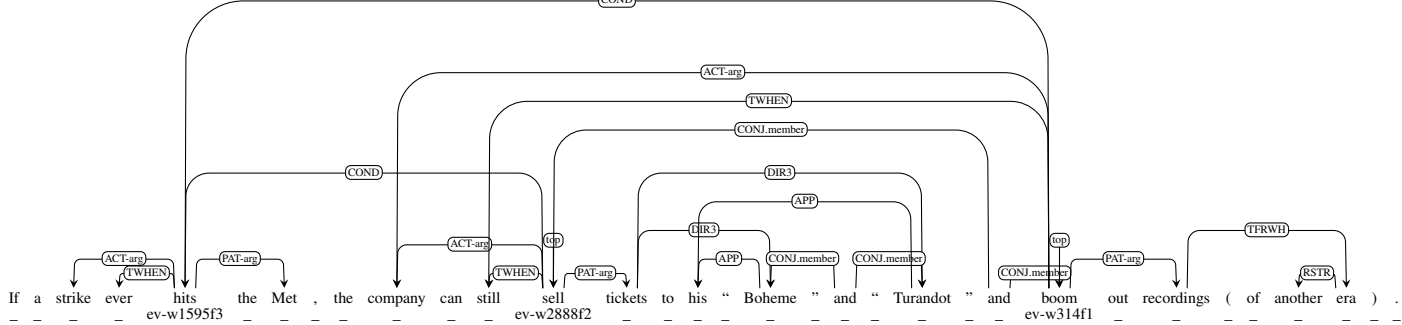 COND
ACT-arg
TWHEN
CONJ.member
COND DIR3
APP
DIR3
ACT-arg top top
ACT-arg PAT-arg APP CONJ.member CONJ.member PAT-arg TFRWH
TWHEN TWHEN PAT-arg CONJ.member RSTR
If a strike ever hits the Met , the company can still sell tickets to his “ Boheme ” and “ Turandot ” and boom out recordings ( of another era ) .
_ _ _ _ ev-w1595f3 _ _ _ _ _ _ _ ev-w2888f2 _ _ _ _ _ _ _ _ _ _ _ ev-w314f1 _ _ _ _ _ _ _ _